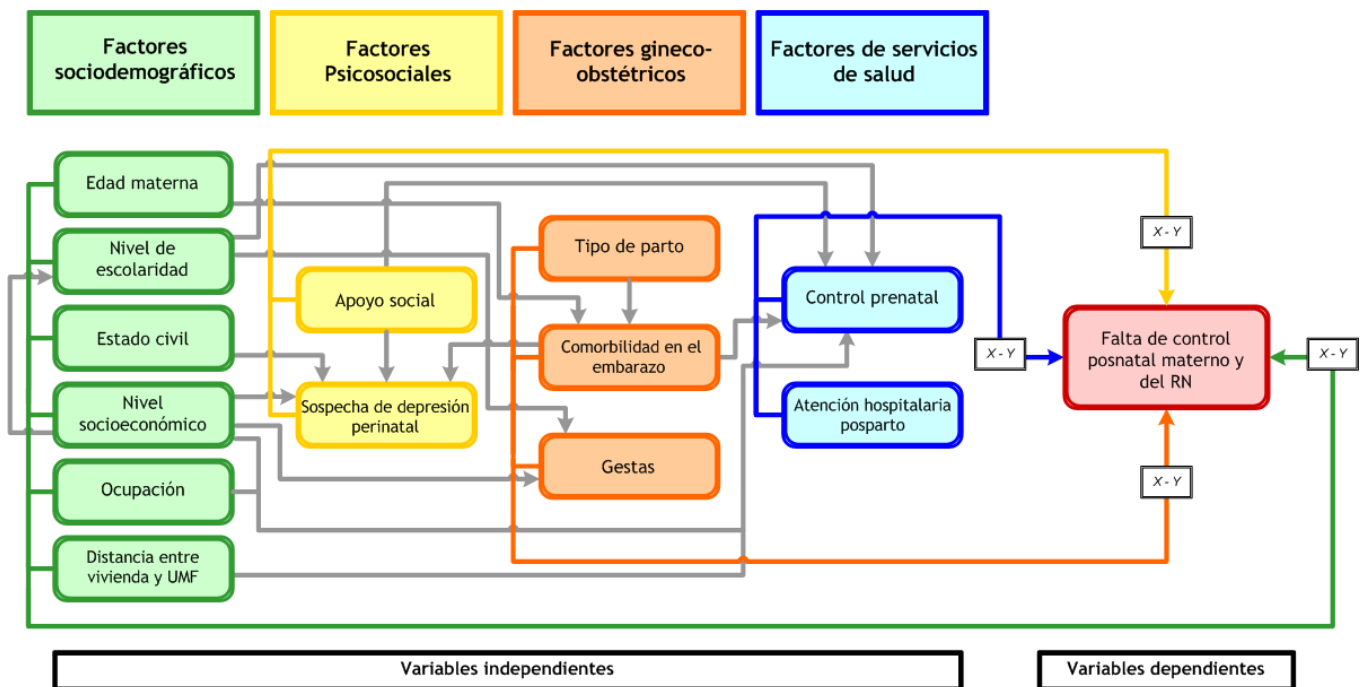 Factores
sociodemográficos
Factores
Psicosociales
Factores gineco-
obstétricos
Factores de servicios
de salud
Edad materna
Nivel de
escolaridad
Estado civil
Nivel
socioeconómico
Ocupación
Distancia entre
vivienda y UMF
Apoyo social
Sospecha de depresión
perinatal
Tipo de parto
Comorbilidad en el
embarazo
Gestas
Control prenatal
Atención hospitalaria
posparto
X - Y
X - Y
Falta de control
posnatal materno y
del RN
X - Y
X - Y
Variables independientes
Variables dependientes